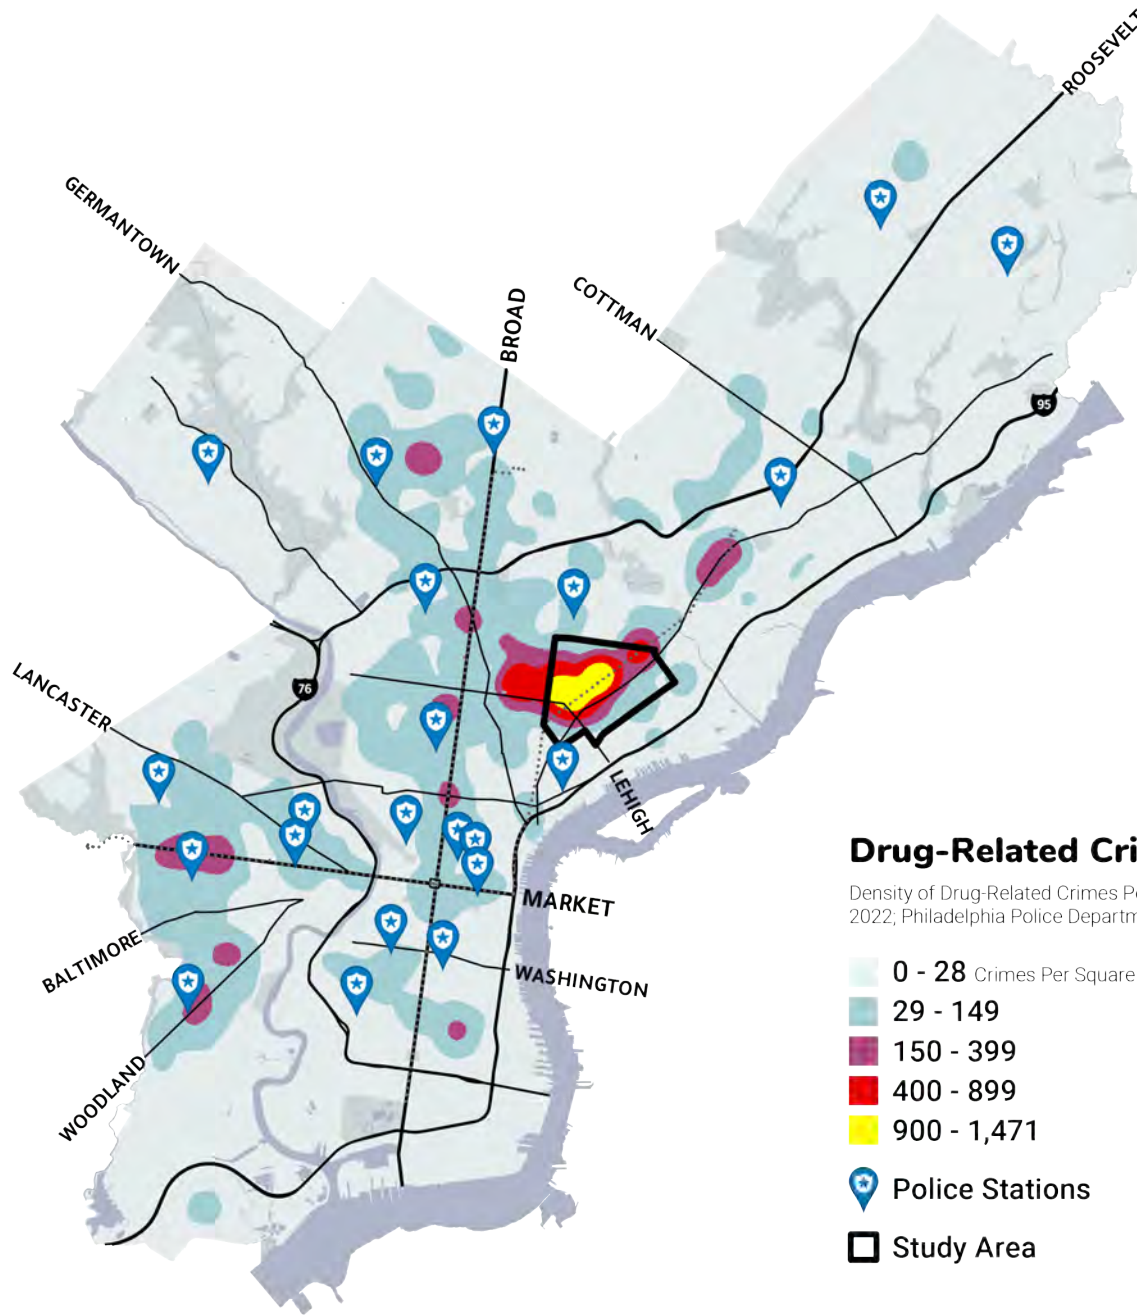 ROOSEVELT
GERMANTOWN
COTTMAN
BROAD
95
76
LANCASTER
LEHIGH
MARKET
BALTIMORE
WASHINGTON
WOODLAND
Drug-Related Cri
Density of Drug-Related Crimes Pe
2022; Philadelphia Police Departm
0 - 28 Crimes Per Square
29 - 149
150 - 399
400 - 899
900 - 1,471
Police Stations
Study Area